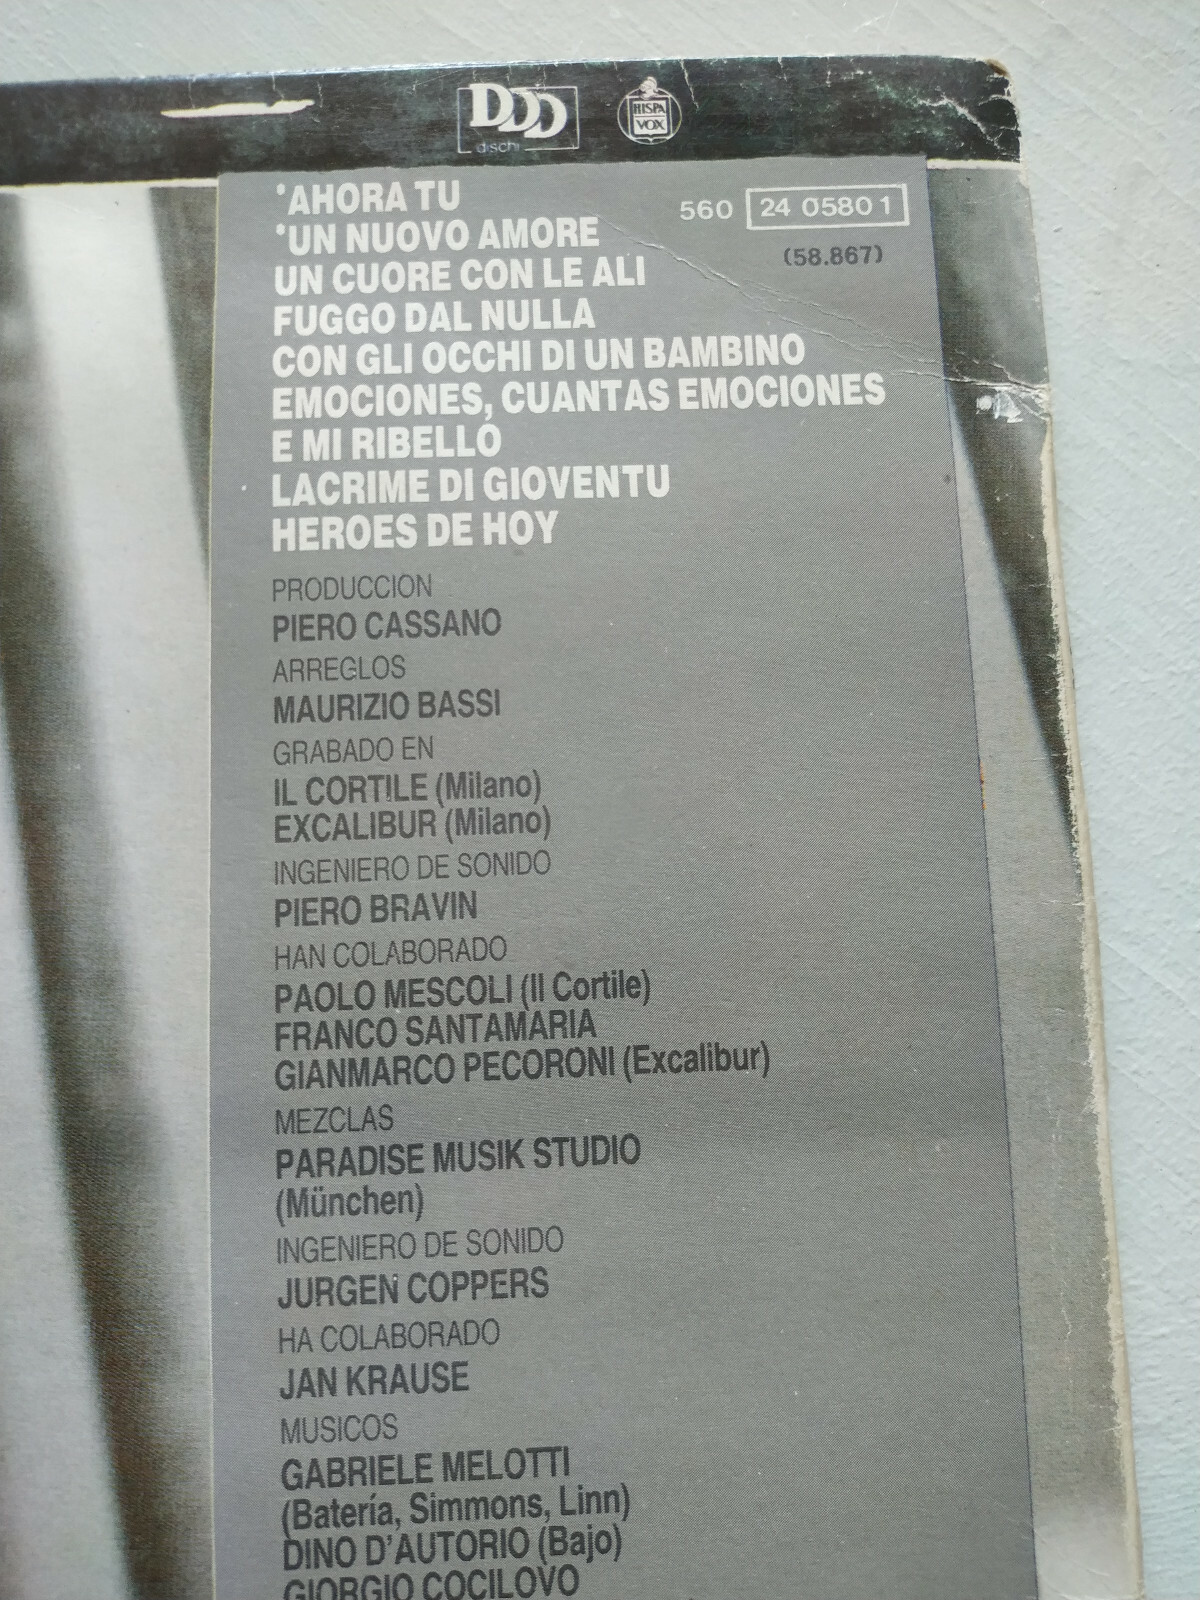 DDD
dischi
HISPA
VOX
*AHORA TU
*UN NUOVO AMORE
UN CUORE CON LE ALI
FUGGO DAL NULLA
CON GLI OCCHI DI UN BAMBINO
EMOCIONES, CUANTAS EMOCIONES
E MI RIBELLO
LACRIME DI GIOVENTU
HEROES DE HOY
560 24 0580 1
(58.867)
PRODUCCION
PIERO CASSANO
ARREGLOS
MAURIZIO BASSI
GRABADO EN
IL CORTILE (Milano)
EXCALIBUR (Milano)
INGENIERO DE SONIDO
PIERO BRAVIN
HAN COLABORADO
PAOLO MESCOLI (Il Cortile)
FRANCO SANTAMARIA
GIANMARCO PECORONI (Excalibur)
MEZCLAS
PARADISE MUSIK STUDIO
(München)
INGENIERO DE SONIDO
JURGEN COPPERS
HA COLABORADO
JAN KRAUSE
MUSICOS
GABRIELE MELOTTI
(Batería, Simmons, Linn)
DINO D'AUTORIO (Bajo)
GIORGIO COCILOVO